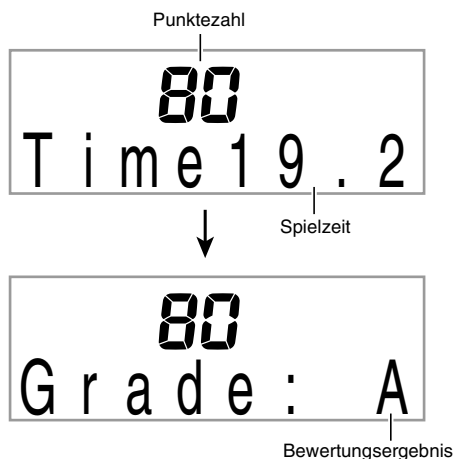 Punktezahl
80
Time19.2
Spielzeit
80
Grade: A
Bewertungsergebnis